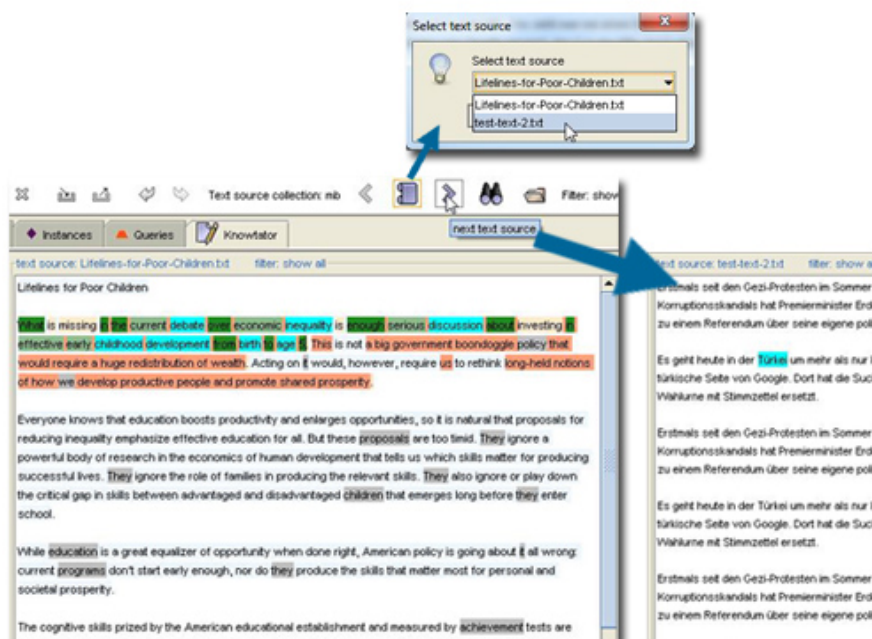 Select text source
Select text source
Lifelines-for-Poor-Children.txt
Lifelines-for-Poor-Children.txt
test-text-2.txt
Text source collection: mb
Filter: show
Instances
Queries
Knowtator
next text source
text source: Lifelines-for-Poor-Children.txt filter: show all
Lifelines for Poor Children
What is missing in the current debate over economic inequality is enough serious discussion about investing in
effective early childhood development from birth to age 5. This is not a big government boondoggle policy that
would require a huge redistribution of wealth. Acting on it would, however, require us to rethink long-held notions
of how we develop productive people and promote shared prosperity.
Everyone knows that education boosts productivity and enlarges opportunities, so it is natural that proposals for
reducing inequality emphasize effective education for all. But these proposals are too timid. They ignore a
powerful body of research in the economics of human development that tells us which skills matter for producing
successful lives. They ignore the role of families in producing the relevant skills. They also ignore or play down
the critical gap in skills between advantaged and disadvantaged children that emerges long before they enter
school.
While education is a great equalizer of opportunity when done right, American policy is going about it all wrong:
current programs don't start early enough, nor do they produce the skills that matter most for personal and
societal prosperity.
The cognitive skills prized by the American educational establishment and measured by achievement tests are
text source: test-text-2.txt filter: show a
Erstmals seit den Gezi-Protesten im Sommer
Korruptionsskandals hat Premierminister Erd
zu einem Referendum über seine eigene poli
Es geht heute in der Türkei um mehr als nur
türkische Seite von Google. Dort hat die Suc
Wahlurne mit Stimmzettel ersetzt.
Erstmals seit den Gezi-Protesten im Sommer
Korruptionsskandals hat Premierminister Erd
zu einem Referendum über seine eigene poli
Es geht heute in der Türkei um mehr als nur
türkische Seite von Google. Dort hat die Suc
Wahlurne mit Stimmzettel ersetzt.
Erstmals seit den Gezi-Protesten im Sommer
Korruptionsskandals hat Premierminister Erd
zu einem Referendum über seine eigene poli